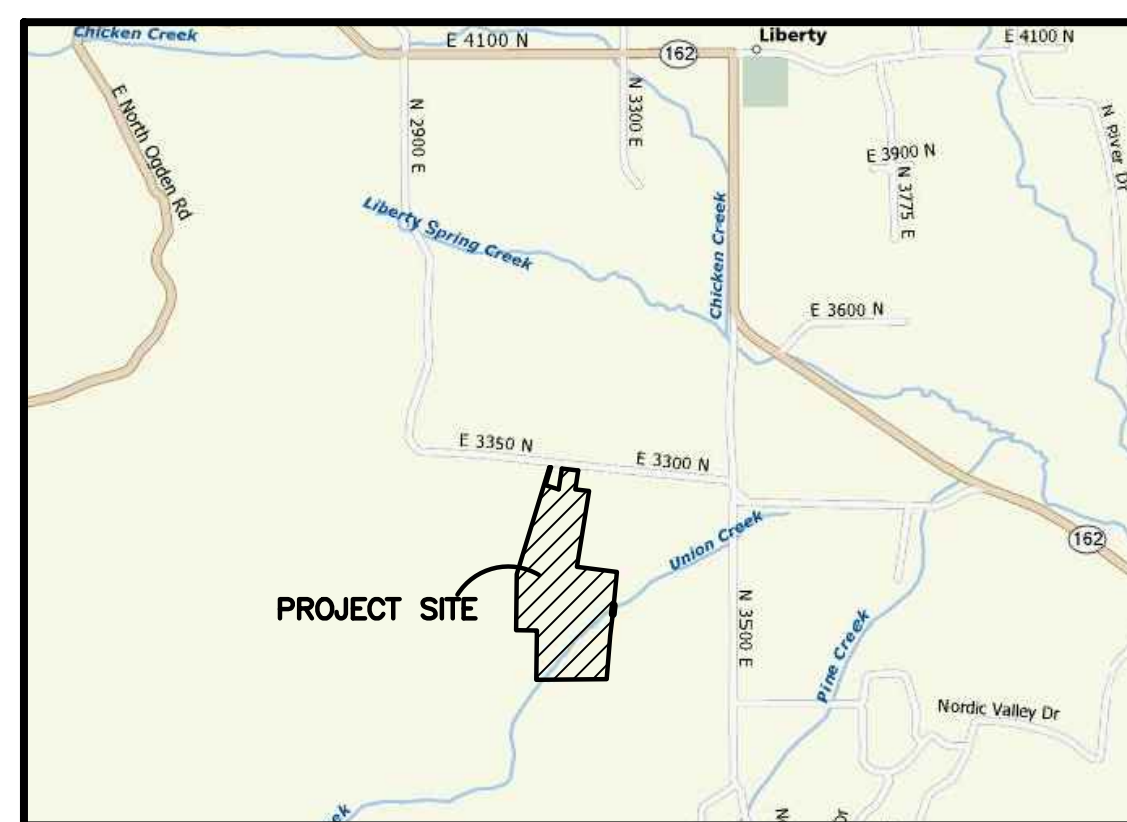 Chicken Creek
E 4100 N
162
Liberty
E 4100 N
E North Ogden Rd
N 2900 E
N 3300 E
N River Dr
E 3900 N
N 3775 E
Liberty Spring Creek
Chicken Creek
E 3600 N
E 3350 N
E 3300 N
Union Creek
162
PROJECT SITE
N 3500 E
Pine Creek
Nordic Valley Dr